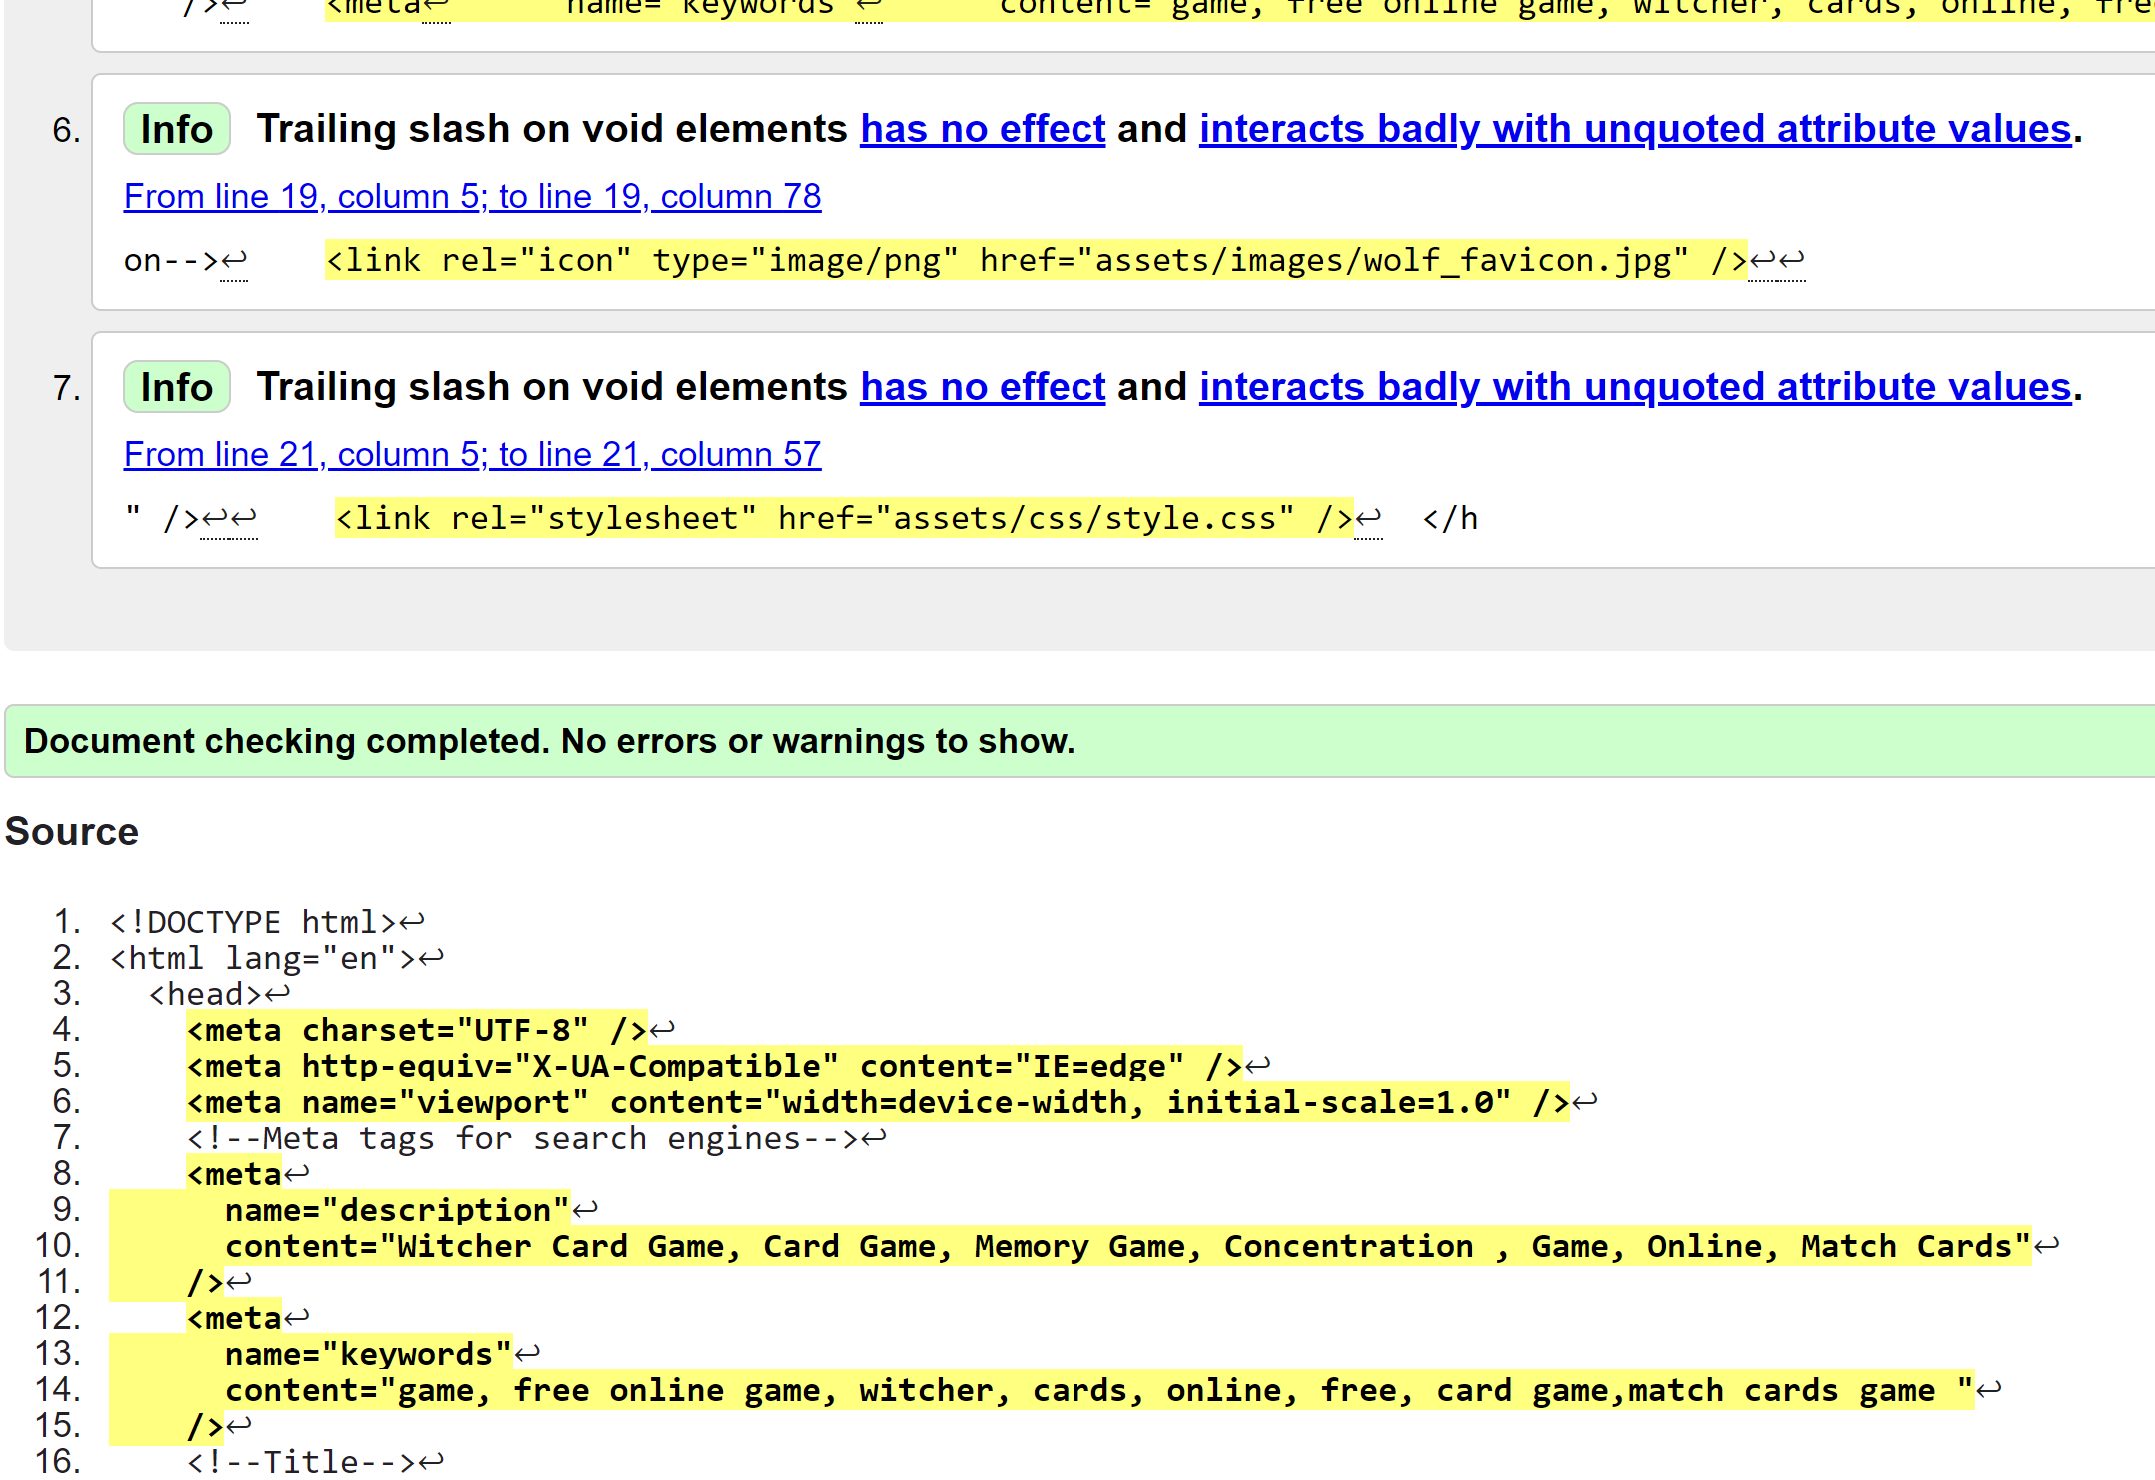 />↩ <meta↩ name="keywords"↩ content="game, free online game, witcher, cards, online, fre
6. Info Trailing slash on void elements has no effect and interacts badly with unquoted attribute values.
From line 19, column 5; to line 19, column 78
on-->↩ <link rel="icon" type="image/png" href="assets/images/wolf_favicon.jpg" />↩↩
7. Info Trailing slash on void elements has no effect and interacts badly with unquoted attribute values.
From line 21, column 5; to line 21, column 57
" />↩↩ <link rel="stylesheet" href="assets/css/style.css" />↩ </h
Document checking completed. No errors or warnings to show.
Source
1. <!DOCTYPE html>↩
2. <html lang="en">↩
3. <head>↩
4. <meta charset="UTF-8" />↩
5. <meta http-equiv="X-UA-Compatible" content="IE=edge" />↩
6. <meta name="viewport" content="width=device-width, initial-scale=1.0" />↩
7. <!--Meta tags for search engines-->↩
8. <meta↩
9. name="description"↩
10. content="Witcher Card Game, Card Game, Memory Game, Concentration , Game, Online, Match Cards"↩
11. />↩
12. <meta↩
13. name="keywords"↩
14. content="game, free online game, witcher, cards, online, free, card game,match cards game "↩
15. />↩
16. <!--Title-->↩